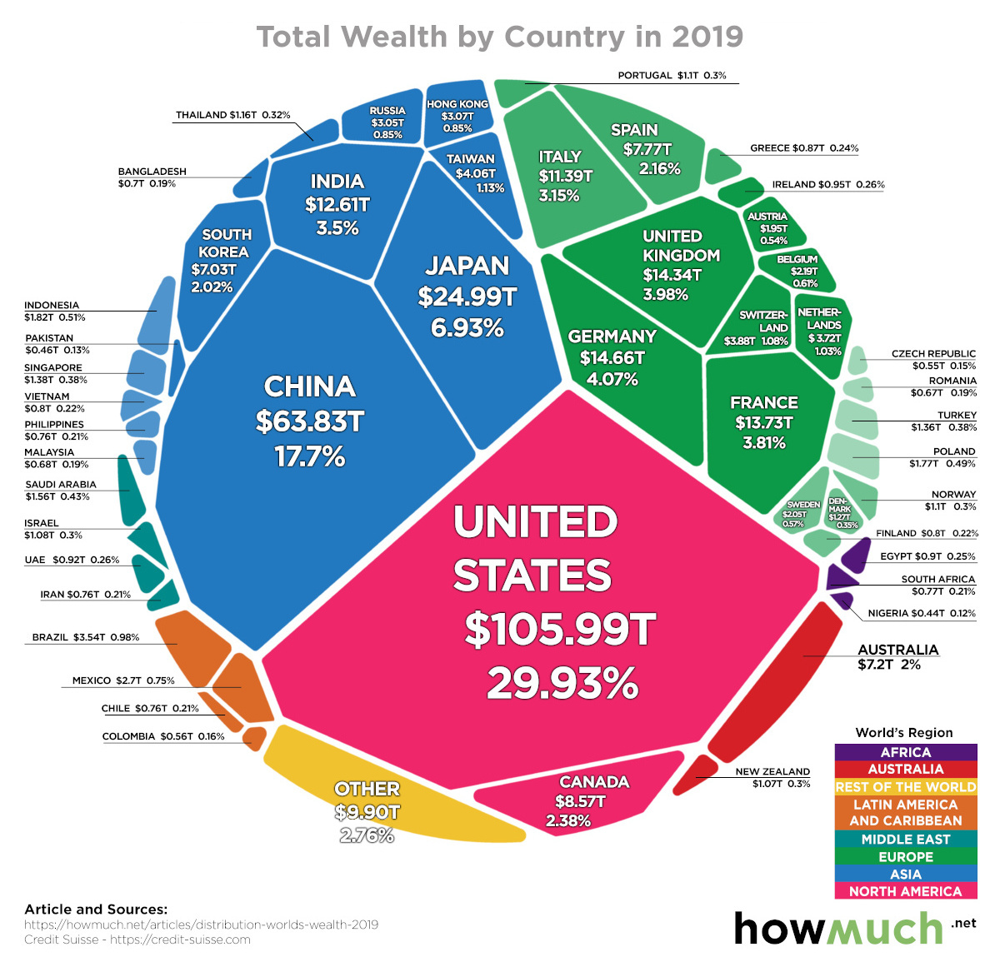 Total Wealth by Country in 2019
PORTUGAL $1.1T 0.3%
THAILAND $1.16T 0.32%
RUSSIA
$3.05T
0.85%
HONG KONG
$3.07T
0.85%
SPAIN
$7.77T
2.16%
GREECE $0.87T 0.24%
BANGLADESH
$0.7T 0.19%
INDIA
$12.61T
3.5%
TAIWAN
$4.06T
1.13%
ITALY
$11.39T
3.15%
IRELAND $0.95T 0.26%
AUSTRIA
$1.95T
0.54%
SOUTH
KOREA
$7.03T
2.02%
JAPAN
$24.99T
6.93%
UNITED
KINGDOM
$14.34T
3.98%
BELGIUM
$2.19T
0.61%
INDONESIA
$1.82T 0.51%
SWITZER-
LAND
$3.88T 1.08%
NETHER-
LANDS
$ 3.72T
1.03%
GERMANY
$14.66T
4.07%
PAKISTAN
$0.46T 0.13%
SINGAPORE
$1.38T 0.38%
VIETNAM
$0.8T 0.22%
PHILIPPINES
$0.76T 0.21%
MALAYSIA
$0.68T 0.19%
CHINA
$63.83T
17.7%
FRANCE
$13.73T
3.81%
CZECH REPUBLIC
$0.55T 0.15%
ROMANIA
$0.67T 0.19%
TURKEY
$1.36T 0.38%
POLAND
$1.77T 0.49%
NORWAY
$1.1T 0.3%
SWEDEN
$2.05T
0.57%
DEN-
MARK
$1.27T
0.35%
FINLAND $0.8T 0.22%
EGYPT $0.9T 0.25%
SOUTH AFRICA
$0.77T 0.21%
NIGERIA $0.44T 0.12%
SAUDI ARABIA
$1.56T 0.43%
ISRAEL
$1.08T 0.3%
UAE $0.92T 0.26%
IRAN $0.76T 0.21%
UNITED
STATES
$105.99T
29.93%
BRAZIL $3.54T 0.98%
MEXICO $2.7T 0.75%
CHILE $0.76T 0.21%
COLOMBIA $0.56T 0.16%
AUSTRALIA
$7.2T 2%
NEW ZEALAND
$1.07T 0.3%
OTHER
$9.90T
2.76%
CANADA
$8.57T
2.38%
World's Region
AFRICA
AUSTRALIA
REST OF THE WORLD
LATIN AMERICA
AND CARIBBEAN
MIDDLE EAST
EUROPE
ASIA
NORTH AMERICA
Article and Sources:
https://howmuch.net/articles/distribution-worlds-wealth-2019
Credit Suisse - https://credit-suisse.com
howmuch.net